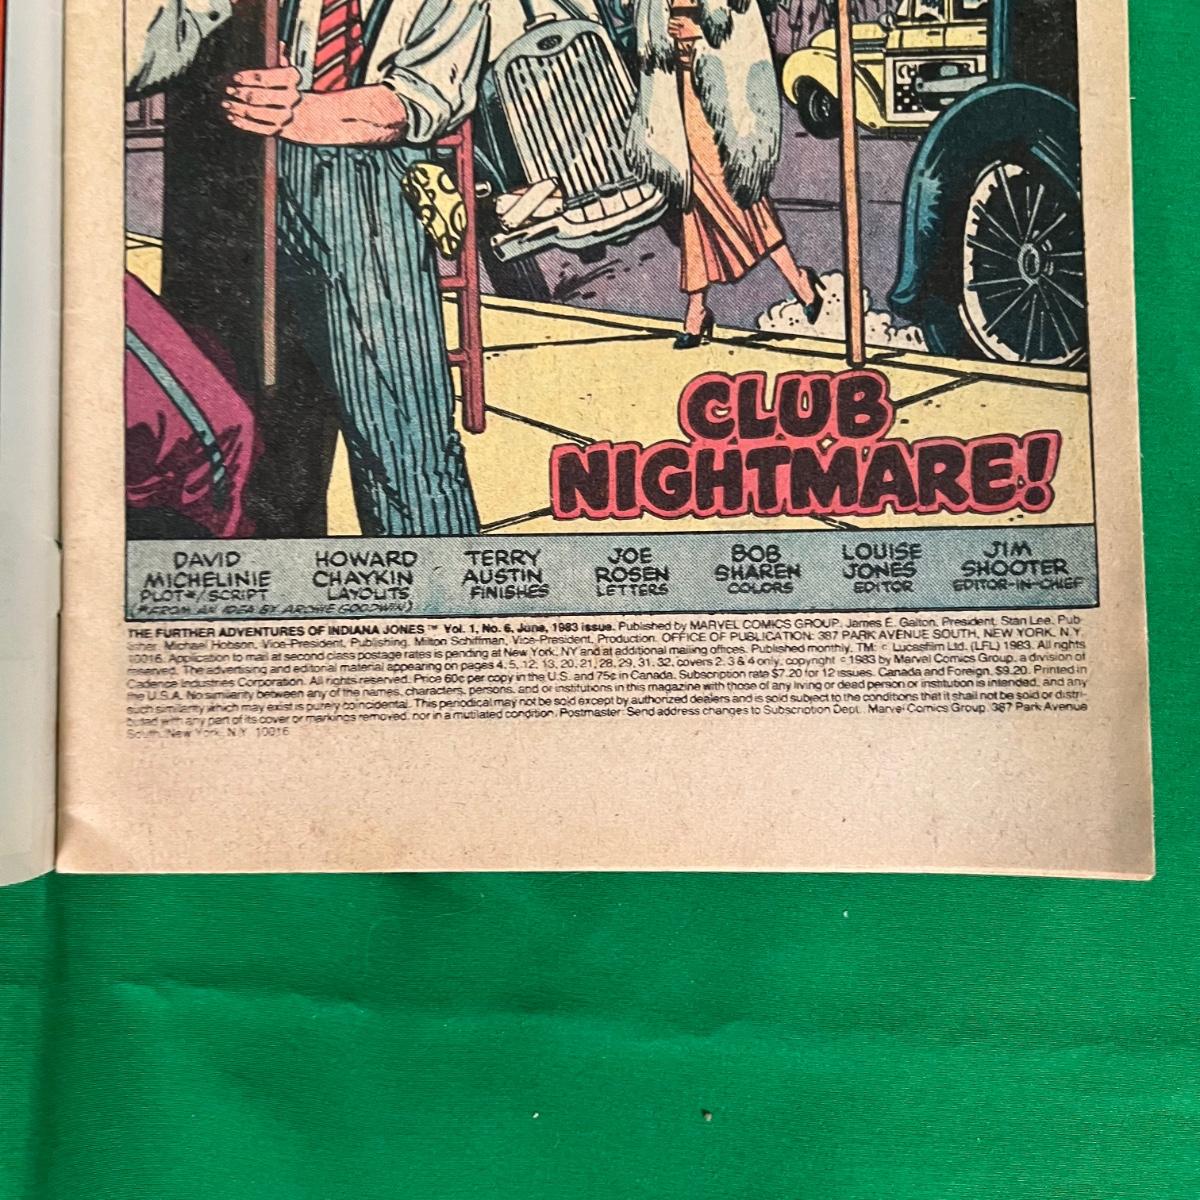 CLUB
NIGHTMARE!
DAVID MICHELINIE PLOT*/SCRIPT
(*FROM AN IDEA BY ARCHIE GOODWIN)
HOWARD CHAYKIN LAYOUTS
TERRY AUSTIN FINISHES
JOE ROSEN LETTERS
BOB SHAREN COLORS
LOUISE JONES EDITOR
JIM SHOOTER EDITOR-IN-CHIEF
THE FURTHER ADVENTURES OF INDIANA JONES™ Vol. 1, No. 6, June, 1983 issue. Published by MARVEL COMICS GROUP. James E. Galton, President. Stan Lee, Pub-
lisher. Michael Hobson, Vice-President, Publishing. Milton Schiffman, Vice-President, Production. OFFICE OF PUBLICATION: 387 PARK AVENUE SOUTH, NEW YORK, N.Y.
10016. Application to mail at second class postage rates is pending at New York, NY and at additional mailing offices. Published monthly. TM: © Lucasfilm Ltd. (LFL) 1983. All rights
reserved. The advertising and editorial material appearing on pages 4, 5, 12, 13, 20, 21, 28, 29, 31, 32, covers 2, 3 & 4 only, copyright © 1983 by Marvel Comics Group, a division of
Cadence Industries Corporation. All rights reserved. Price 60¢ per copy in the U.S. and 75¢ in Canada. Subscription rate $7.20 for 12 issues. Canada and Foreign, $9.20. Printed in
the U.S.A. No similarity between any of the names, characters, persons, and or institutions in this magazine with those of any living or dead person or institution is intended, and any
such similarity which may exist is purely coincidental. This periodical may not be sold except by authorized dealers and is sold subject to the conditions that it shall not be sold or distri-
buted with any part of its cover or markings removed, nor in a mutilated condition. Postmaster: Send address changes to Subscription Dept., Marvel Comics Group, 387 Park Avenue
South, New York, N.Y. 10016